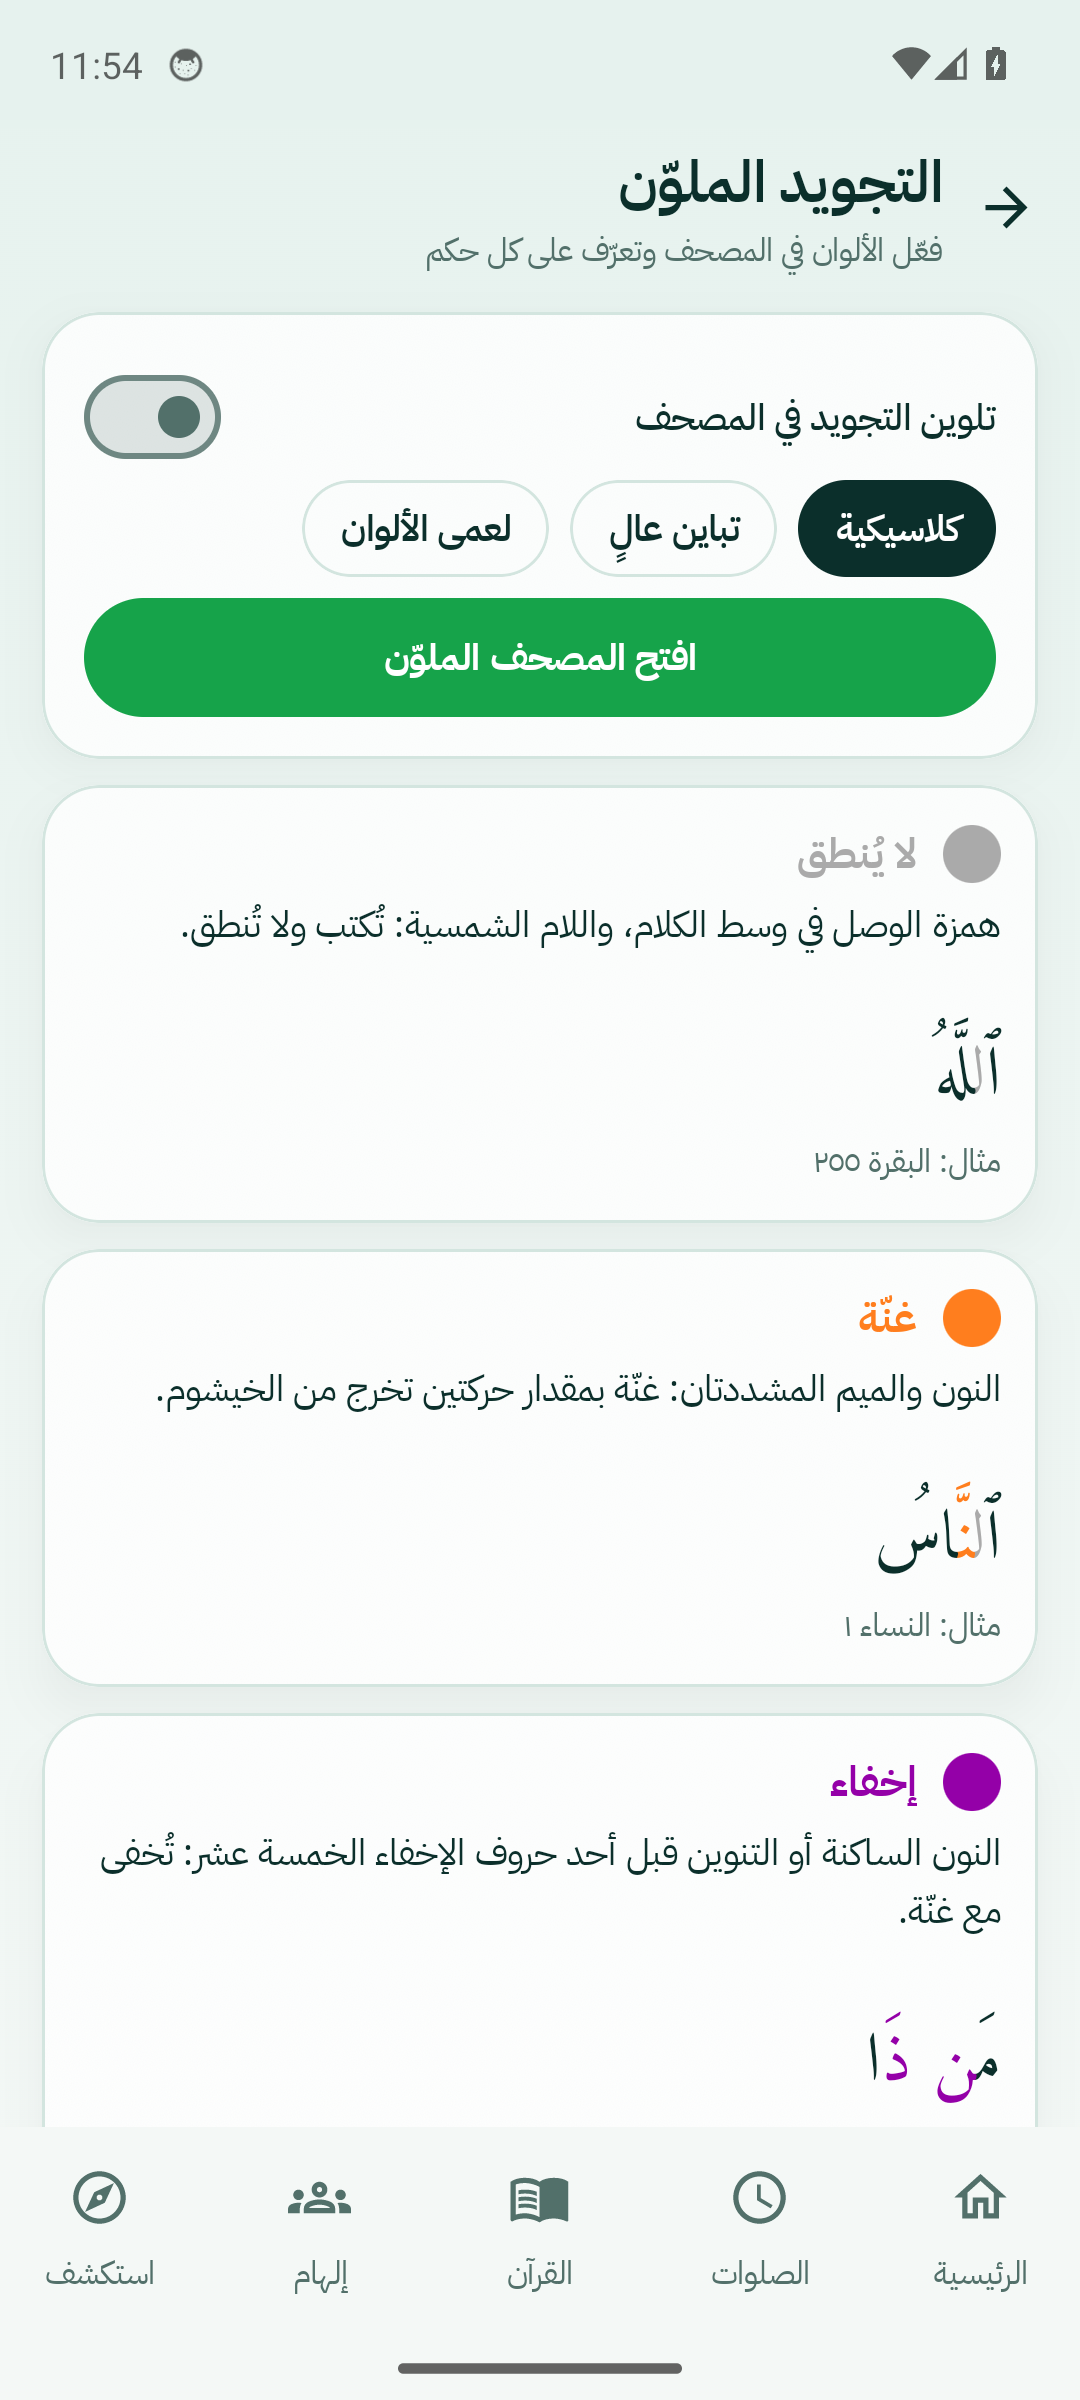 11:54
التجويد الملوّن
فعّل الألوان في المصحف وتعرّف على كل حكم
تلوين التجويد في المصحف
كلاسيكية
تباين عالٍ
لعمى الألوان
افتح المصحف الملوّن
لا يُنطق
همزة الوصل في وسط الكلام، واللام الشمسية: تُكتب ولا تُنطق.
ٱللَّهُ
مثال: البقرة ٢٥٥
غنّة
النون والميم المشددتان: غنّة بمقدار حركتين تخرج من الخيشوم.
ٱلنَّاسُ
مثال: النساء ١
إخفاء
النون الساكنة أو التنوين قبل أحد حروف الإخفاء الخمسة عشر: تُخفى
مع غنّة.
مَن ذَا
الرئيسية
الصلوات
القرآن
إلهام
استكشف